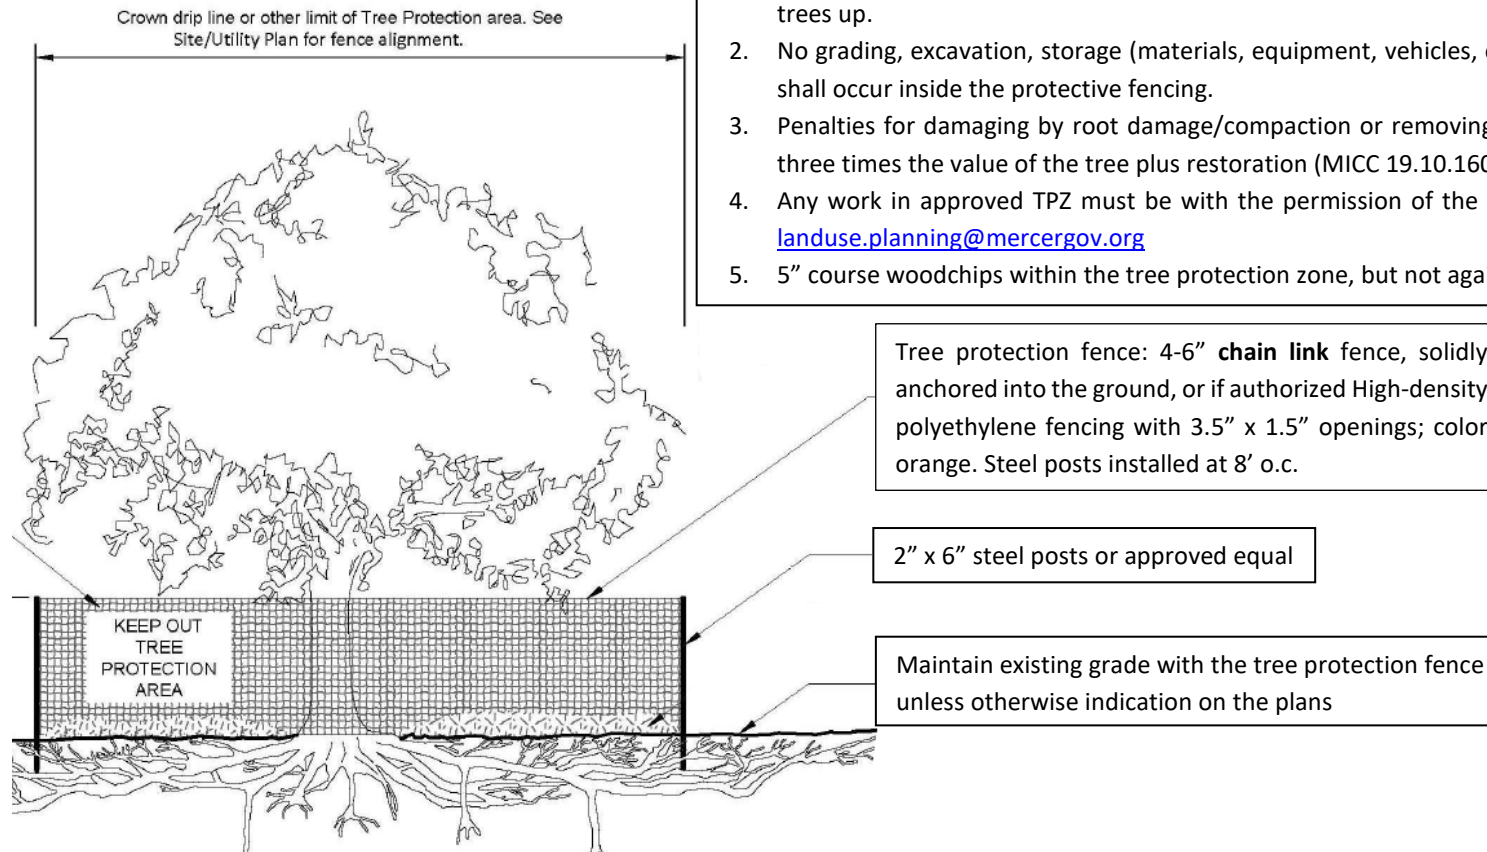 Crown drip line or other limit of Tree Protection area. See
Site/Utility Plan for fence alignment.
trees up.
2. No grading, excavation, storage (materials, equipment, vehicles,
shall occur inside the protective fencing.
3. Penalties for damaging by root damage/compaction or removing
three times the value of the tree plus restoration (MICC 19.10.160
4. Any work in approved TPZ must be with the permission of the
landuse.planning@mercergov.org
5. 5” course woodchips within the tree protection zone, but not
Tree protection fence: 4-6” chain link fence, solidly
anchored into the ground, or if authorized High-density
polyethylene fencing with 3.5” x 1.5” openings; color
orange. Steel posts installed at 8’ o.c.
2” x 6” steel posts or approved equal
KEEP OUT
TREE
PROTECTION
AREA
Maintain existing grade with the tree protection fence
unless otherwise indication on the plans